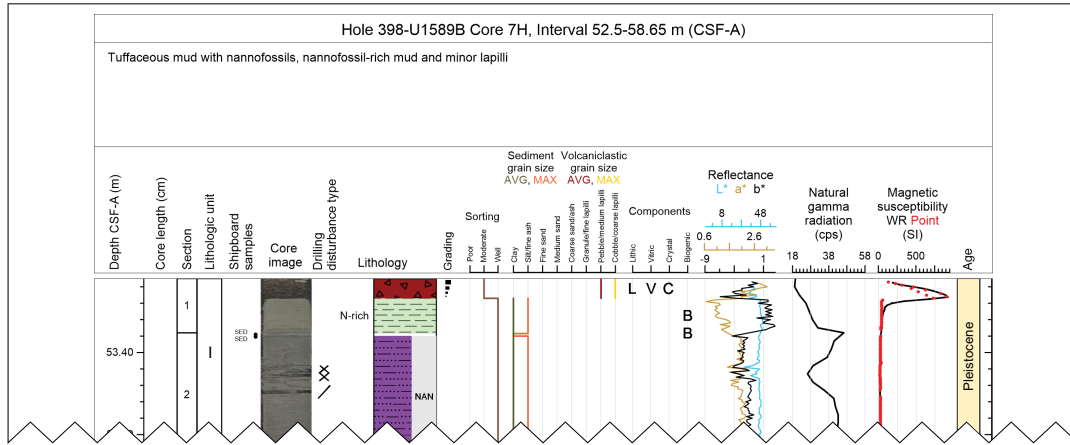 Hole 398-U1589B Core 7H, Interval 52.5-58.65 m (CSF-A)
Tuffaceous mud with nannofossils, nannofossil-rich mud and minor lapilli
Depth CSF-A (m)
Core length (cm)
Section
Lithologic unit
Shipboard
samples
Core
image
Drilling
disturbance type
Lithology
Grading
Sorting
Poor
Moderate
Well
Sediment
grain size
AVG, MAX
Volcaniclastic
grain size
AVG, MAX
Clay
Silt/fine ash
Fine sand
Medium sand
Coarse sand/ash
Granule/fine lapilli
Pebble/medium lapilli
Cobble/coarse lapilli
Components
Lithic
Vitric
Crystal
Biogenic
Reflectance
L* a* b*
8 48
0.6 2.6
-9 1
Natural
gamma
radiation
(cps)
18 38 58
Magnetic
susceptibility
WR Point
(SI)
0 500
Age
1
N-rich
L V C
B
B
SED
SED
53.40
I
2
NAN
Pleistocene